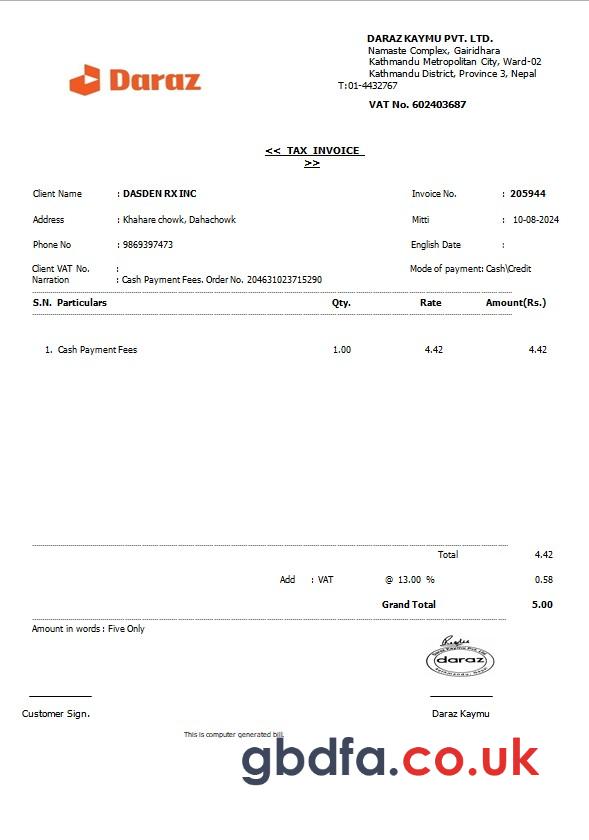 DARAZ KAYMU PVT. LTD.
Namaste Complex, Gairidhara
Kathmandu Metropolitan City, Ward-02
Kathmandu District, Province 3, Nepal
T:01-4432767
VAT No. 602403687
Daraz
<< TAX INVOICE
>>
Client Name : DASDEN RX INC Invoice No. : 205944
Address : Khahare chowk, Dahachowk Mitti : 10-08-2024
Phone No : 9869397473 English Date :
Client VAT No. : Mode of payment: Cash\Credit
Narration : Cash Payment Fees. Order No. 204631023715290
S.N. Particulars Qty. Rate Amount(Rs.)
1. Cash Payment Fees 1.00 4.42 4.42
Total 4.42
Add : VAT @ 13.00 % 0.58
Grand Total 5.00
Amount in words : Five Only
Daraz Kaymu Pvt. Ltd.
daraz
Customer Sign. Daraz Kaymu
This is computer generated bill.
gbdfa.co.uk